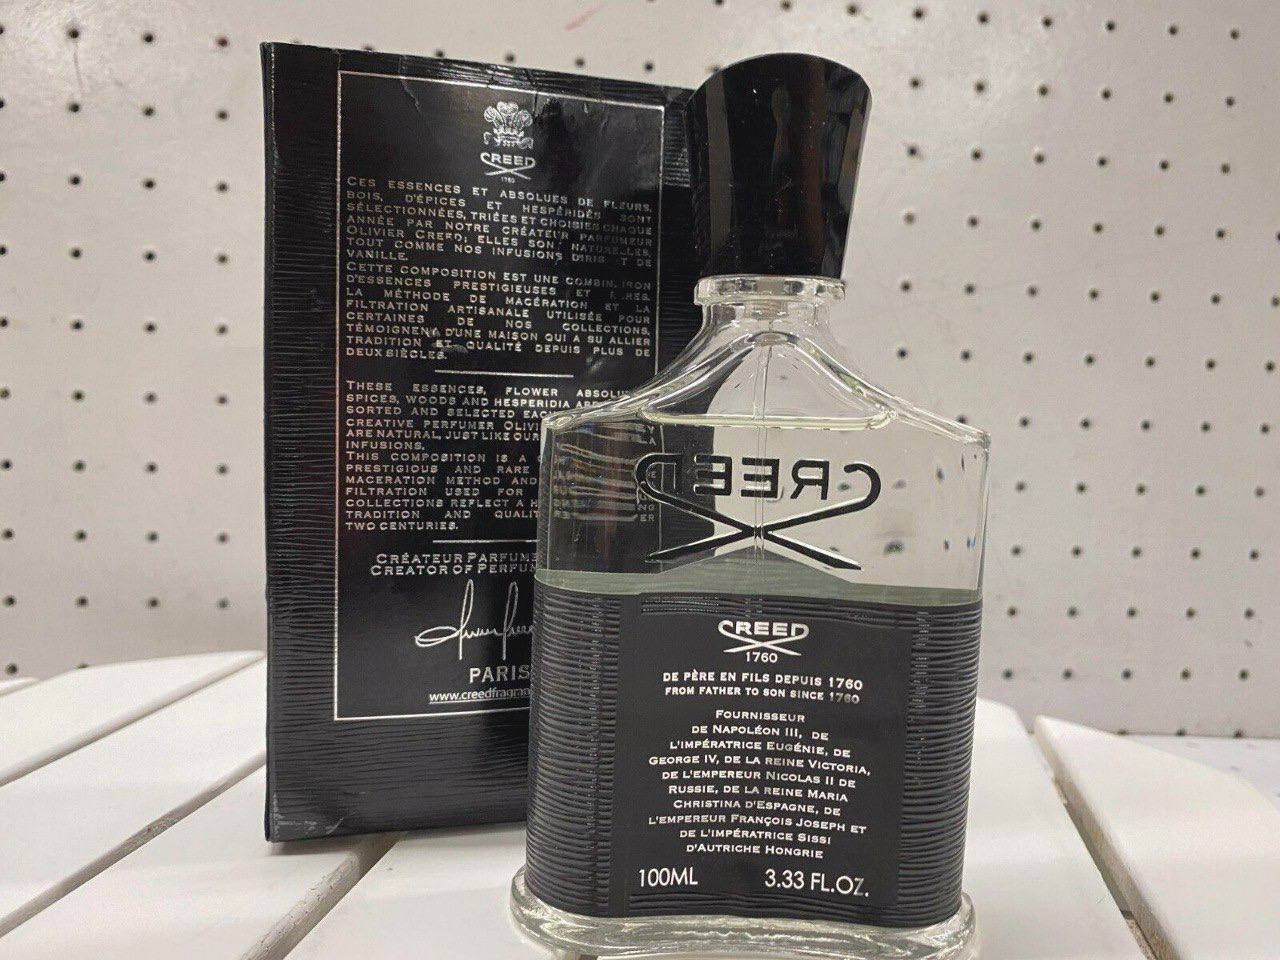 CREED
1760
CES ESSENCES ET ABSOLUES DE FLEURS,
BOIS, D'ÉPICES ET HESPÉRIDÉS SONT
SÉLECTIONNÉES, TRIÉES ET CHOISIES CHAQUE
ANNÉE PAR NOTRE CRÉATEUR PARFUMEUR
OLIVIER CREED; ELLES SON NATURELLES,
TOUT COMME NOS INFUSIONS D'IRIS DE
VANILLE.
CETTE COMPOSITION EST UNE
D'ESSENCES PRESTIGIEUSES ET
LA MÉTHODE DE MACÉRATION ET LA
FILTRATION ARTISANALE UTILISÉE POUR
CERTAINES DE NOS COLLECTIONS,
TÉMOIGNENT D'UNE MAISON QUI A SU ALLIER
TRADITION ET QUALITÉ DEPUIS PLUS DE
DEUX SIÈCLES.
THESE ESSENCES, FLOWER
SPICES, WOODS AND HESPERIDIA
SORTED AND SELECTED
CREATIVE PERFUMER
ARE NATURAL, JUST LIKE OUR
INFUSIONS.
THIS COMPOSITION IS A
PRESTIGIOUS AND RARE
MACERATION METHOD AND
FILTRATION USED FOR
COLLECTIONS REFLECT A
TRADITION AND
TWO CENTURIES.
CRÉATEUR
CREATOR OF
PARIS
CREED
CREED
1760
DE PÈRE EN FILS DEPUIS 1760
FROM FATHER TO SON SINCE 1760
FOURNISSEUR
DE NAPOLÉON III, DE
L'IMPÉRATRICE EUGÉNIE, DE
GEORGE IV, DE LA REINE VICTORIA,
DE L'EMPEREUR NICOLAS II DE
RUSSIE, DE LA REINE MARIA
CHRISTINA D'ESPAGNE, DE
L'EMPEREUR FRANÇOIS JOSEPH ET
DE L'IMPÉRATRICE SISSI
D'AUTRICHE HONGRIE
100ML 3.33 FL.OZ.